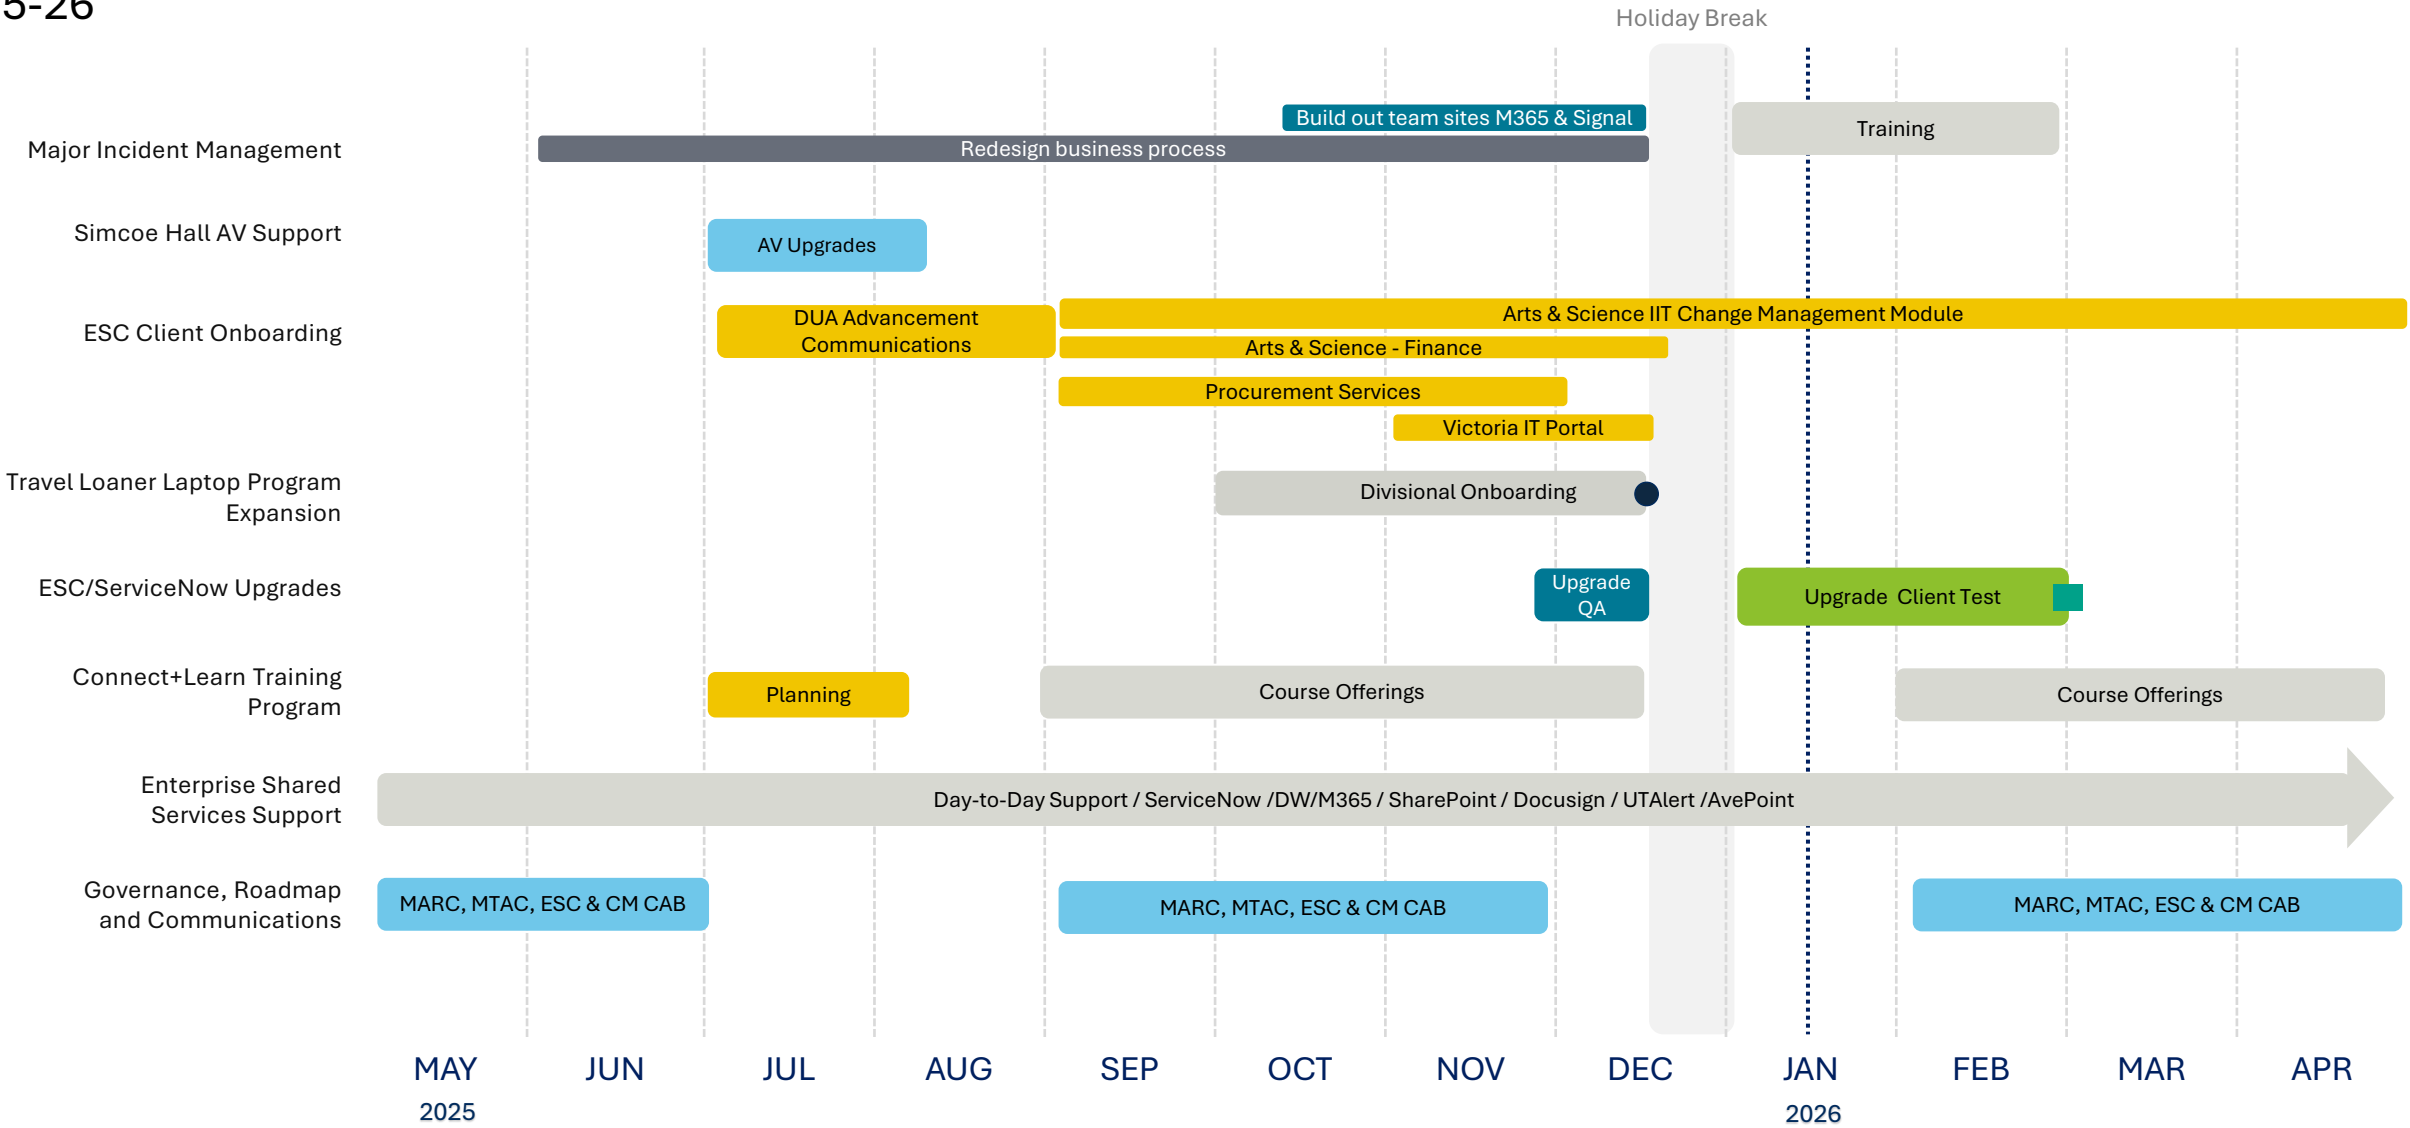 5-26
Holiday Break
Build out team sites M365 & Signal
Training
Major Incident Management
Redesign business process
Simcoe Hall AV Support
AV Upgrades
ESC Client Onboarding
DUA Advancement
Communications
Arts & Science IIT Change Management Module
Arts & Science - Finance
Procurement Services
Victoria IT Portal
Travel Loaner Laptop Program
Expansion
Divisional Onboarding
ESC/ServiceNow Upgrades
Upgrade
QA
Upgrade  Client Test
Connect+Learn Training
Program
Planning
Course Offerings
Course Offerings
Enterprise Shared
Services Support
Day-to-Day Support / ServiceNow /DW/M365 / SharePoint / Docusign / UTAlert /AvePoint
Governance, Roadmap
and Communications
MARC, MTAC, ESC & CM CAB
MARC, MTAC, ESC & CM CAB
MARC, MTAC, ESC & CM CAB
MAY JUN JUL AUG SEP OCT NOV DEC JAN FEB MAR APR
2025 2026